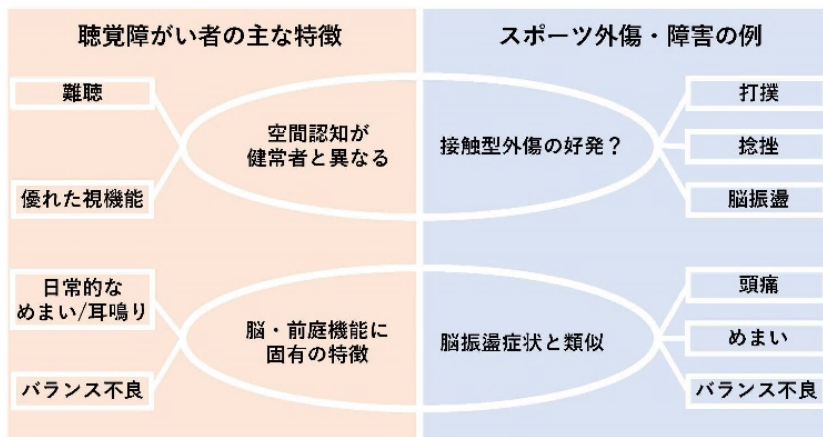 聴覚障がい者の主な特徴
スポーツ外傷・障害の例
難聴
優れた視機能
空間認知が
健常者と異なる
接触型外傷の好発？
打撲
捻挫
脳振盪
日常的な
めまい/耳鳴り
バランス不良
脳・前庭機能に
固有の特徴
脳振盪症状と類似
頭痛
めまい
バランス不良